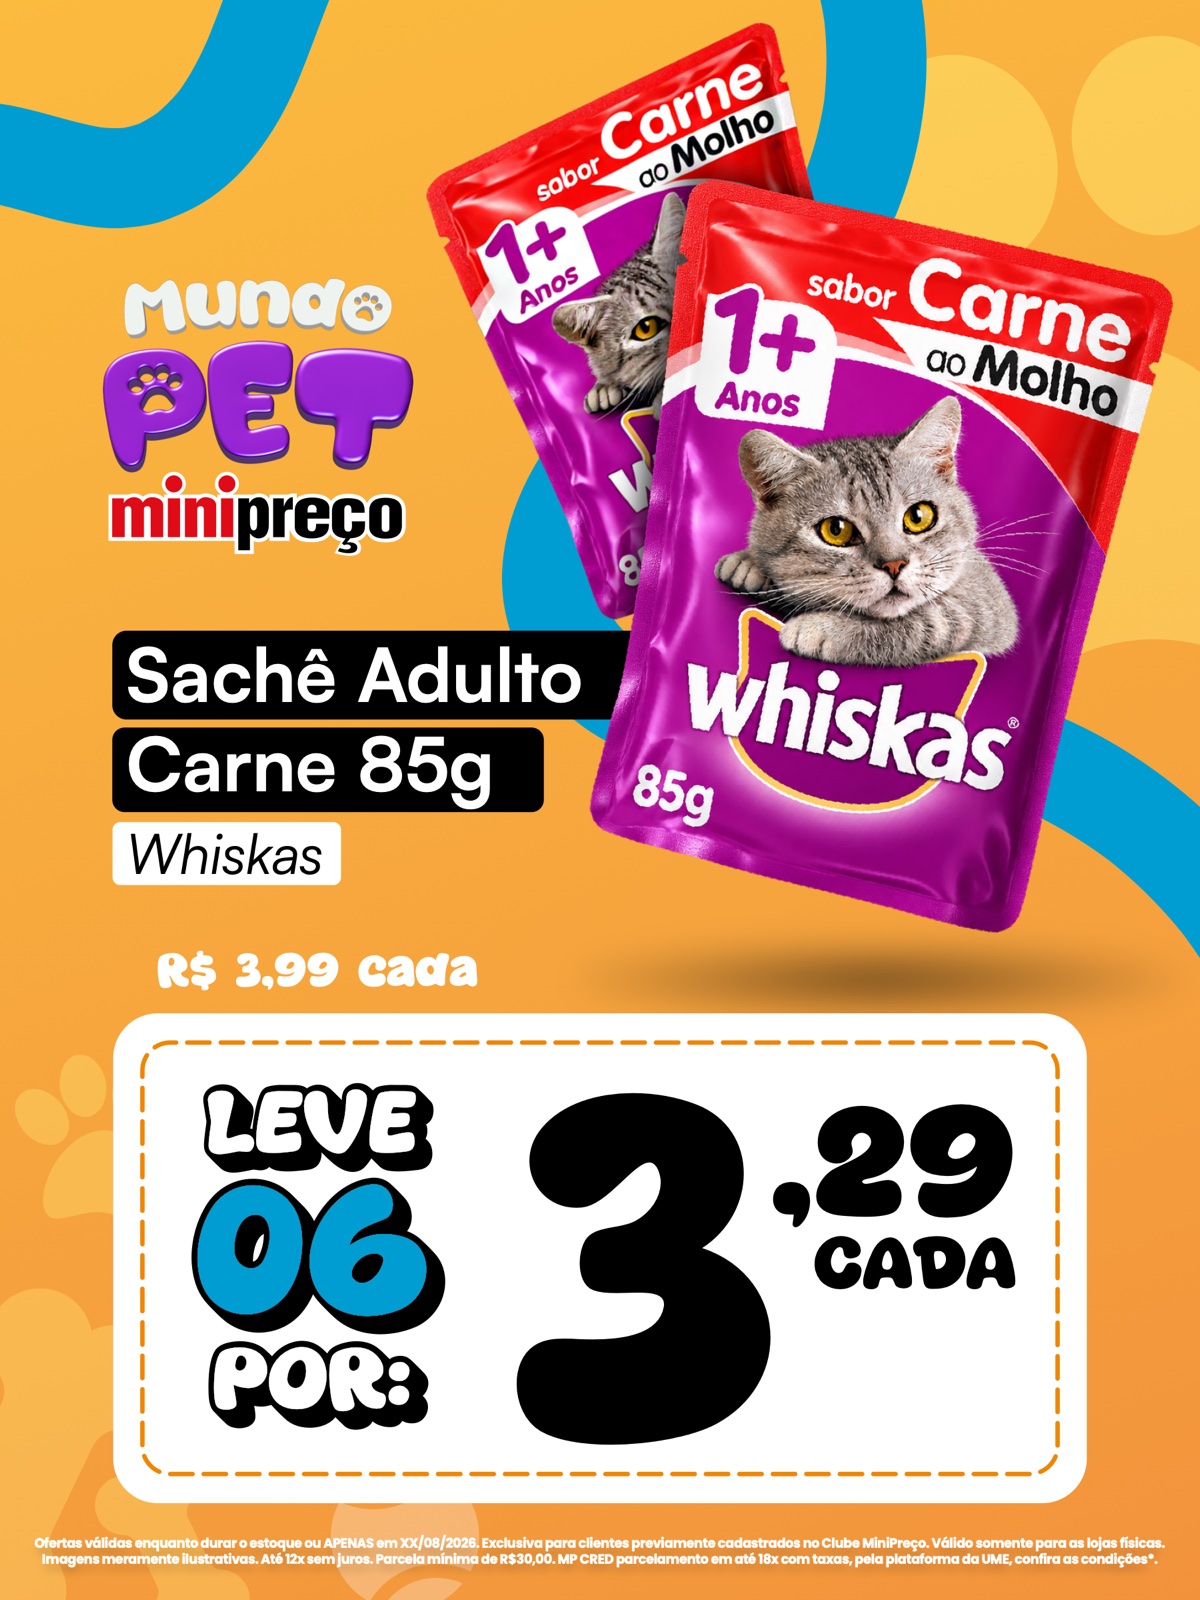 sabor Carne
ao Molho
1+
Anos
sabor Carne
ao Molho
1+
Anos
Mundo
PET
minipreço
whiskas®
85g
Sachê Adulto
Carne 85g
Whiskas
R$ 3,99 cada
LEVE
06
POR:
3,29
CADA
Ofertas válidas enquanto durar o estoque ou APENAS em XX/08/2026. Exclusiva para clientes previamente cadastrados no Clube MiniPreço. Válido somente para as lojas físicas.
Imagens meramente ilustrativas. Até 12x sem juros. Parcela mínima de R$30,00. MP CRED parcelamento em até 18x com taxas, pela plataforma da UME, confira as condições*.